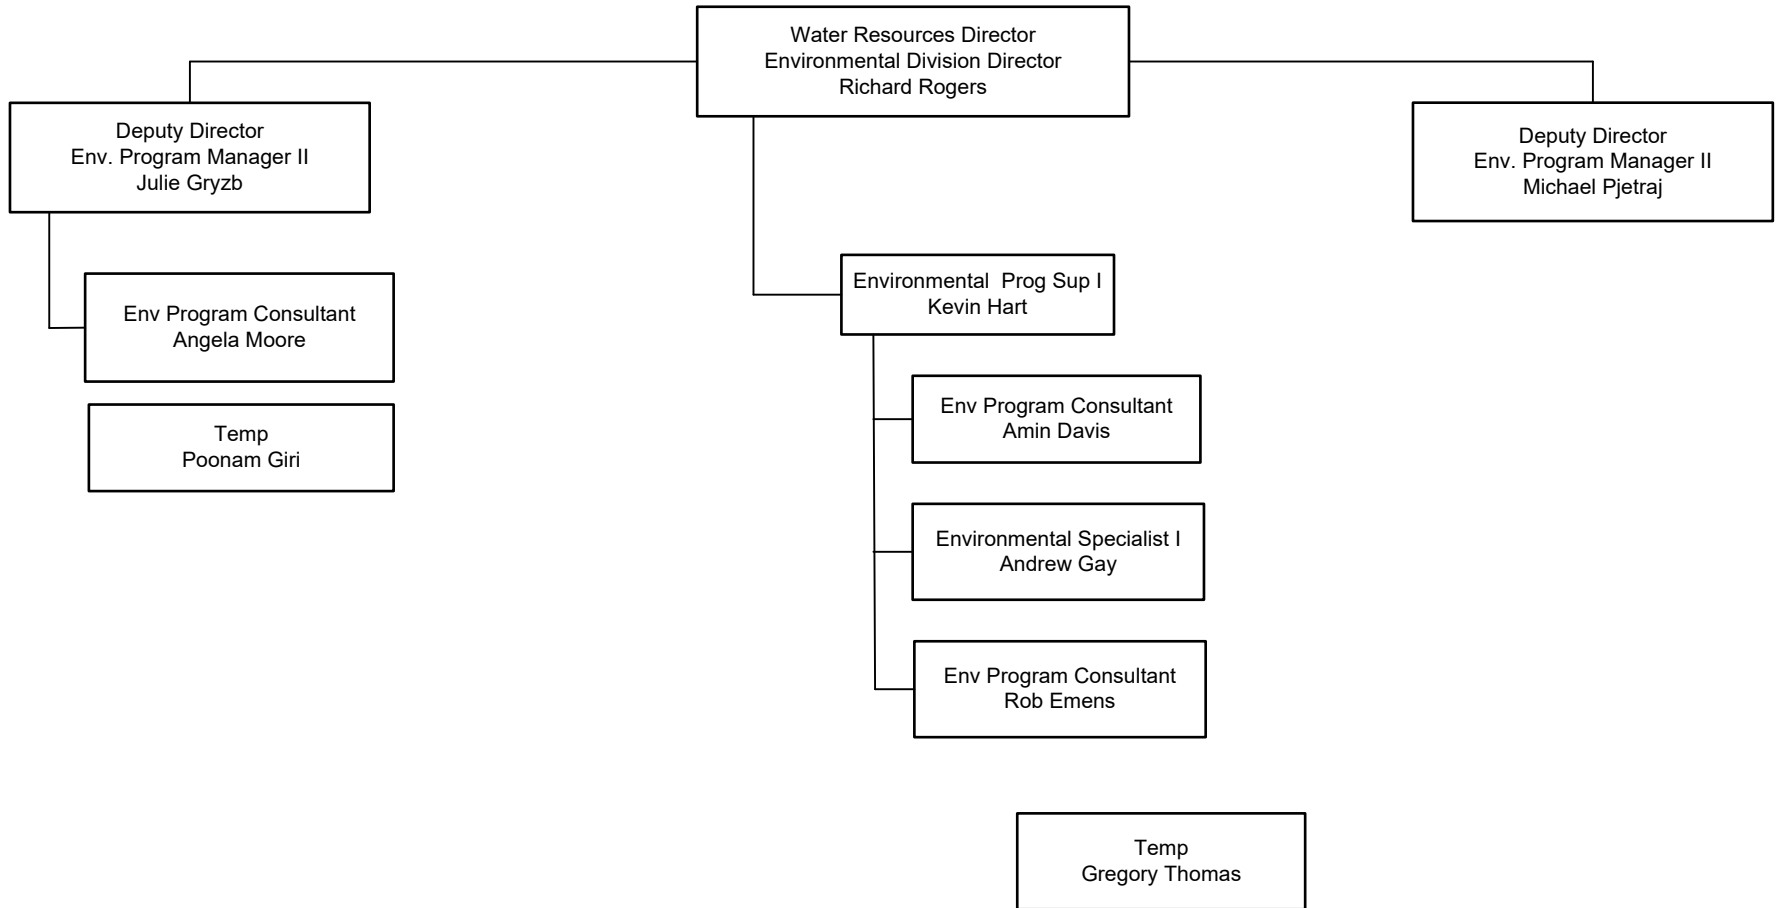 Water Resources Director
Environmental Division Director
Richard Rogers
Deputy Director
Env. Program Manager II
Julie Gryzb
Deputy Director
Env. Program Manager II
Michael Pjetraj
Environmental  Prog Sup I
Kevin Hart
Env Program Consultant
Angela Moore
Env Program Consultant
Amin Davis
Temp
Poonam Giri
Environmental Specialist I
Andrew Gay
Env Program Consultant
Rob Emens
Temp
Gregory Thomas